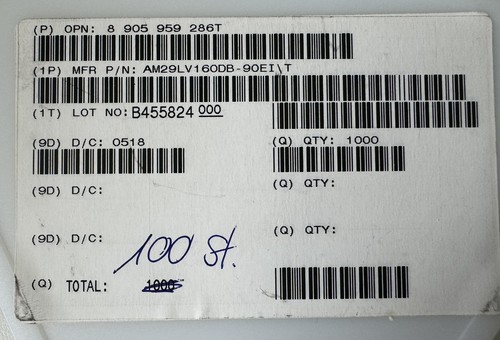 (P) OPN: 8 905 959 286T
(1P) MFR P/N: AM29LV160DB-90EI\T
(1T) LOT NO: B455824 000
(9D) D/C: 0518 (Q) QTY: 1000
(9D) D/C: (Q) QTY:
(9D) D/C: (Q) QTY:
100 St.
(Q) TOTAL: 1000